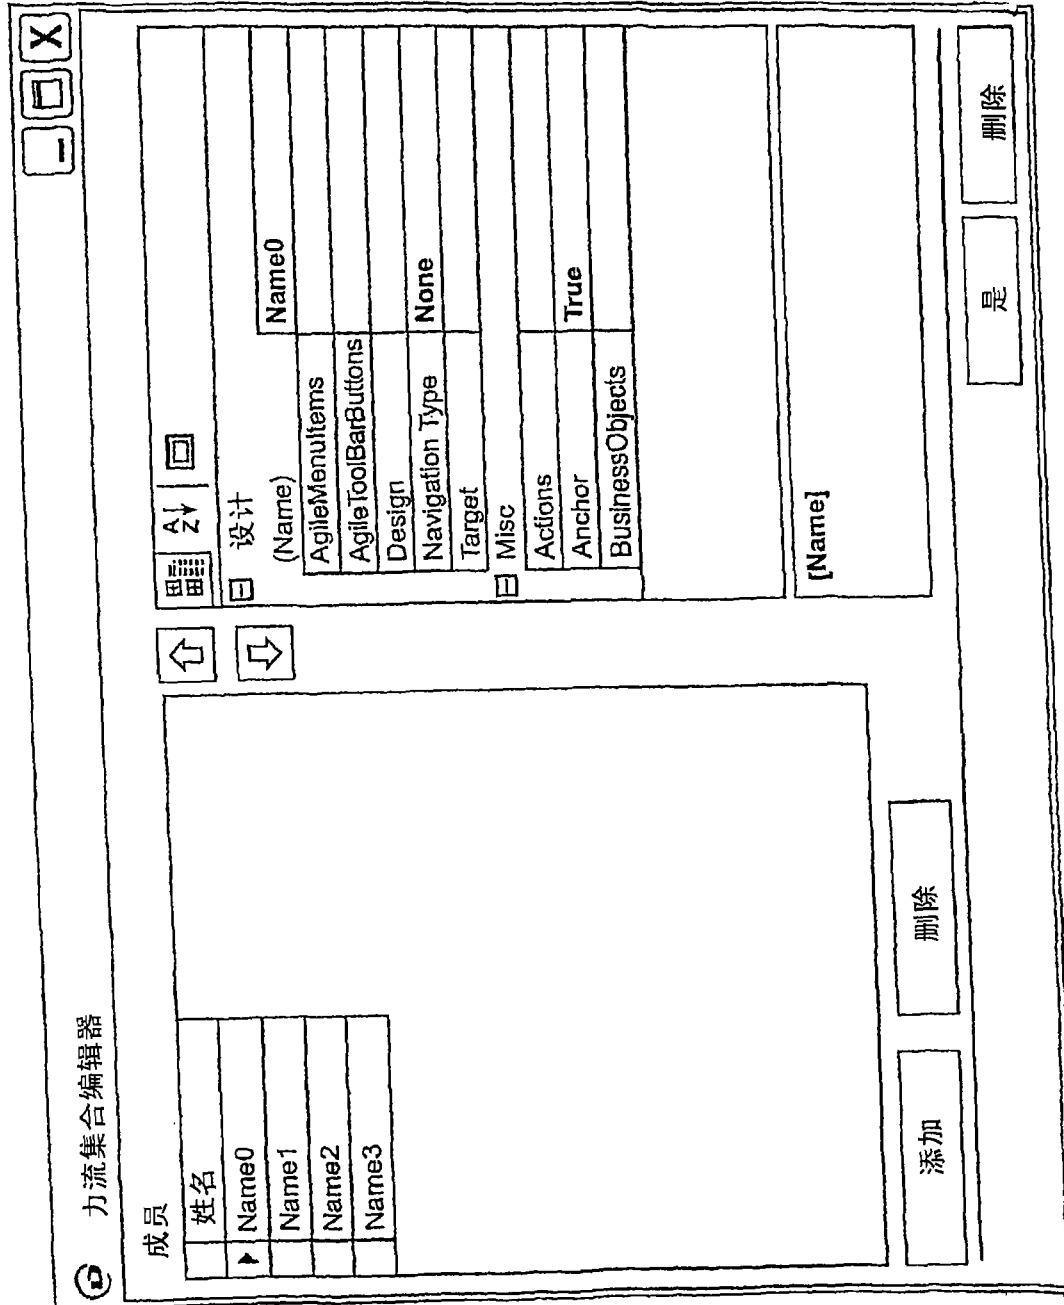 力流集合编辑器
成员
姓名
Name0
Name1
Name2
Name3
添加
删除
A
Z
设计
(Name) Name0
AgileMenuItems
AgileToolBarButtons
Design
Navigation Type None
Target
Misc
Actions
Anchor True
BusinessObjects
[Name]
是
删除